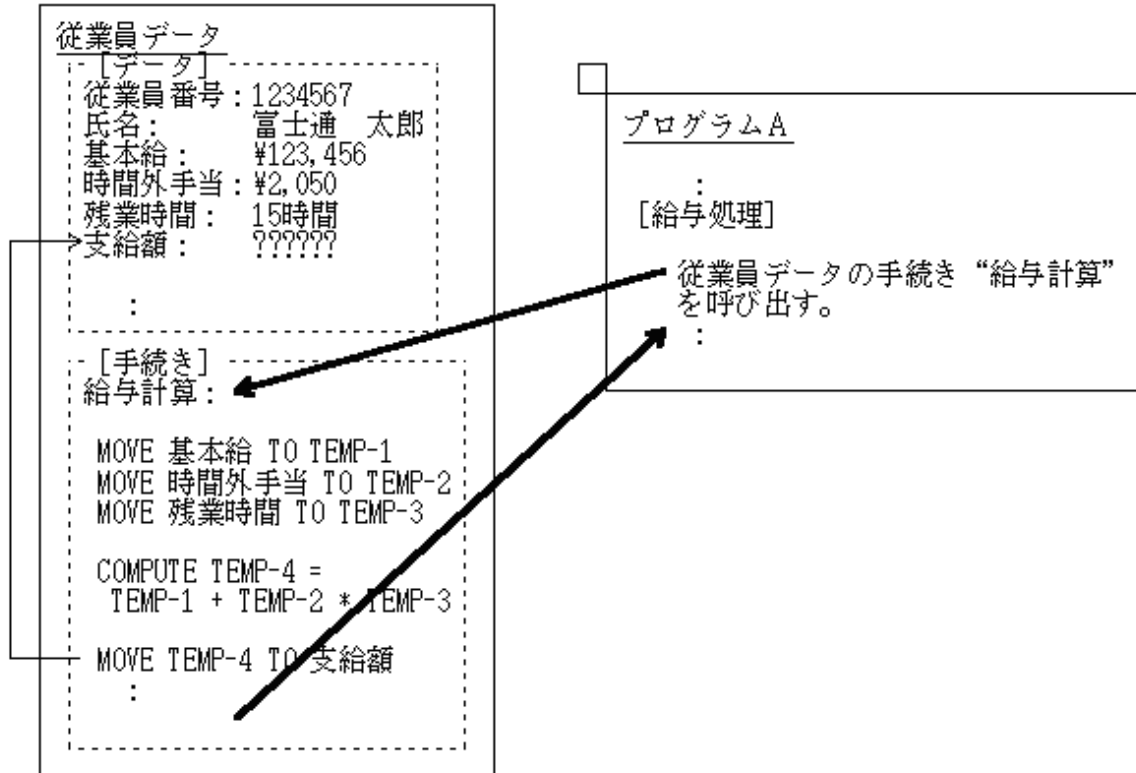 従業員データ
[データ]
従業員番号：1234567
氏名：　富士通　太郎
基本給：　¥123,456
時間外手当：¥2,050
残業時間：　15時間
支給額：　??????
：
[手続き]
給与計算：
MOVE 基本給 TO TEMP-1
MOVE 時間外手当 TO TEMP-2
MOVE 残業時間 TO TEMP-3
COMPUTE TEMP-4 =
TEMP-1 + TEMP-2 * TEMP-3
MOVE TEMP-4 TO 支給額
：
プログラムA
：
[給与処理]
従業員データの手続き“給与計算”
を呼び出す。
：